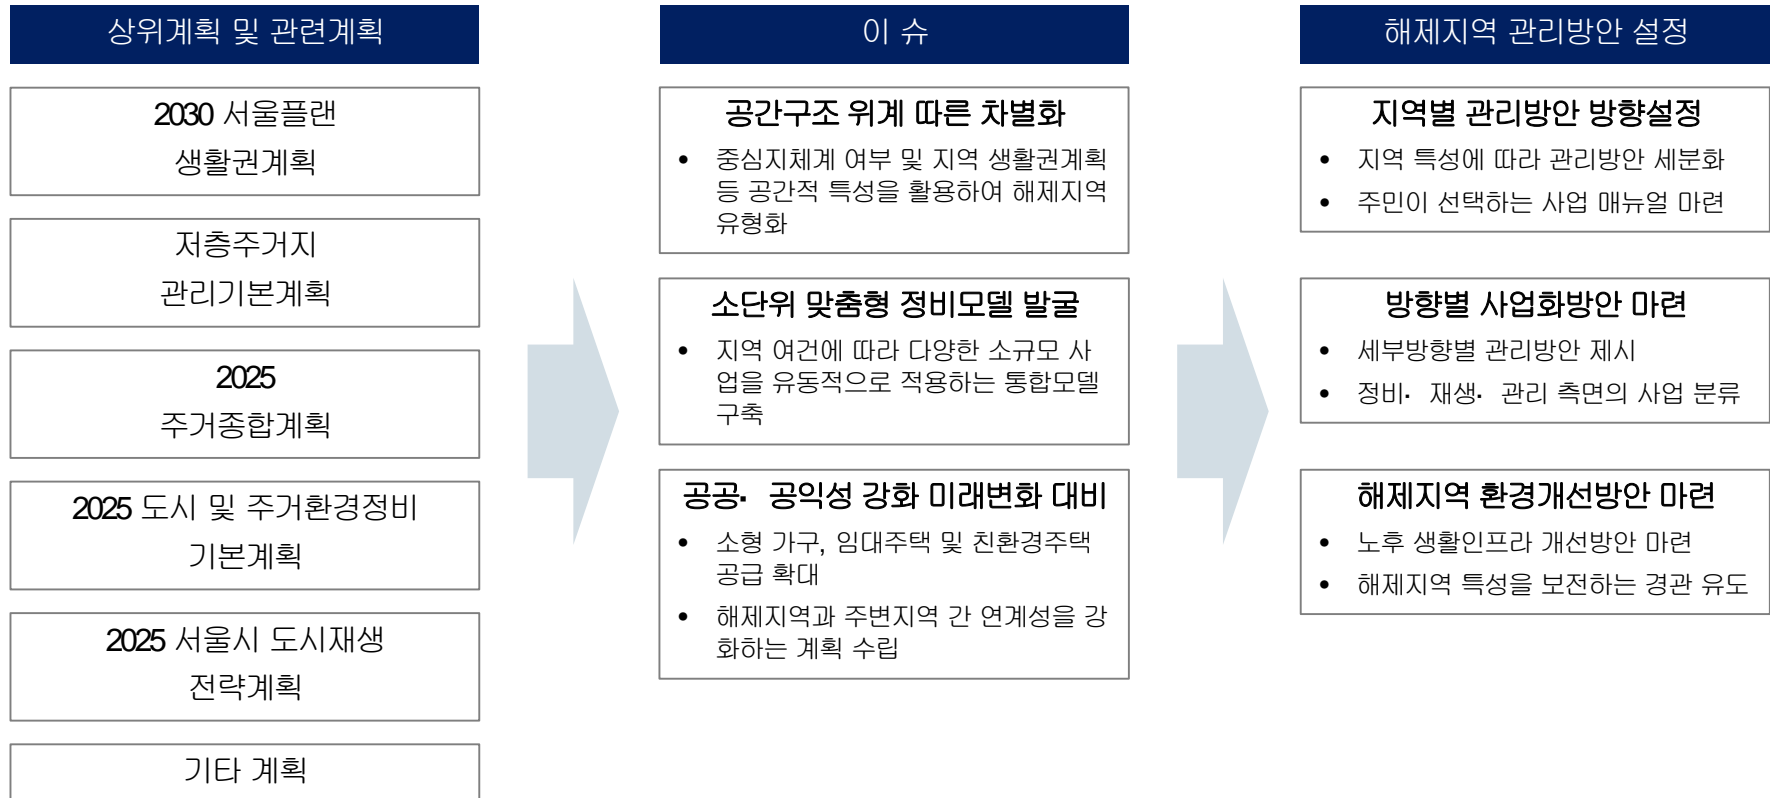 상위계획 및 관련계획
2030 서울플랜
생활권계획
저층주거지
관리기본계획
2025
주거종합계획
2025 도시 및 주거환경정비
기본계획
2025 서울시 도시재생
전략계획
기타 계획
이 슈
공간구조 위계 따른 차별화
• 중심지체계 여부 및 지역 생활권계획
등 공간적 특성을 활용하여 해제지역
유형화
소단위 맞춤형 정비모델 발굴
• 지역 여건에 따라 다양한 소규모 사
업을 유동적으로 적용하는 통합모델
구축
공공· 공익성 강화 미래변화 대비
• 소형 가구, 임대주택 및 친환경주택
공급 확대
• 해제지역과 주변지역 간 연계성을 강
화하는 계획 수립
해제지역 관리방안 설정
지역별 관리방안 방향설정
• 지역 특성에 따라 관리방안 세분화
• 주민이 선택하는 사업 매뉴얼 마련
방향별 사업화방안 마련
• 세부방향별 관리방안 제시
• 정비· 재생· 관리 측면의 사업 분류
해제지역 환경개선방안 마련
• 노후 생활인프라 개선방안 마련
• 해제지역 특성을 보전하는 경관 유도